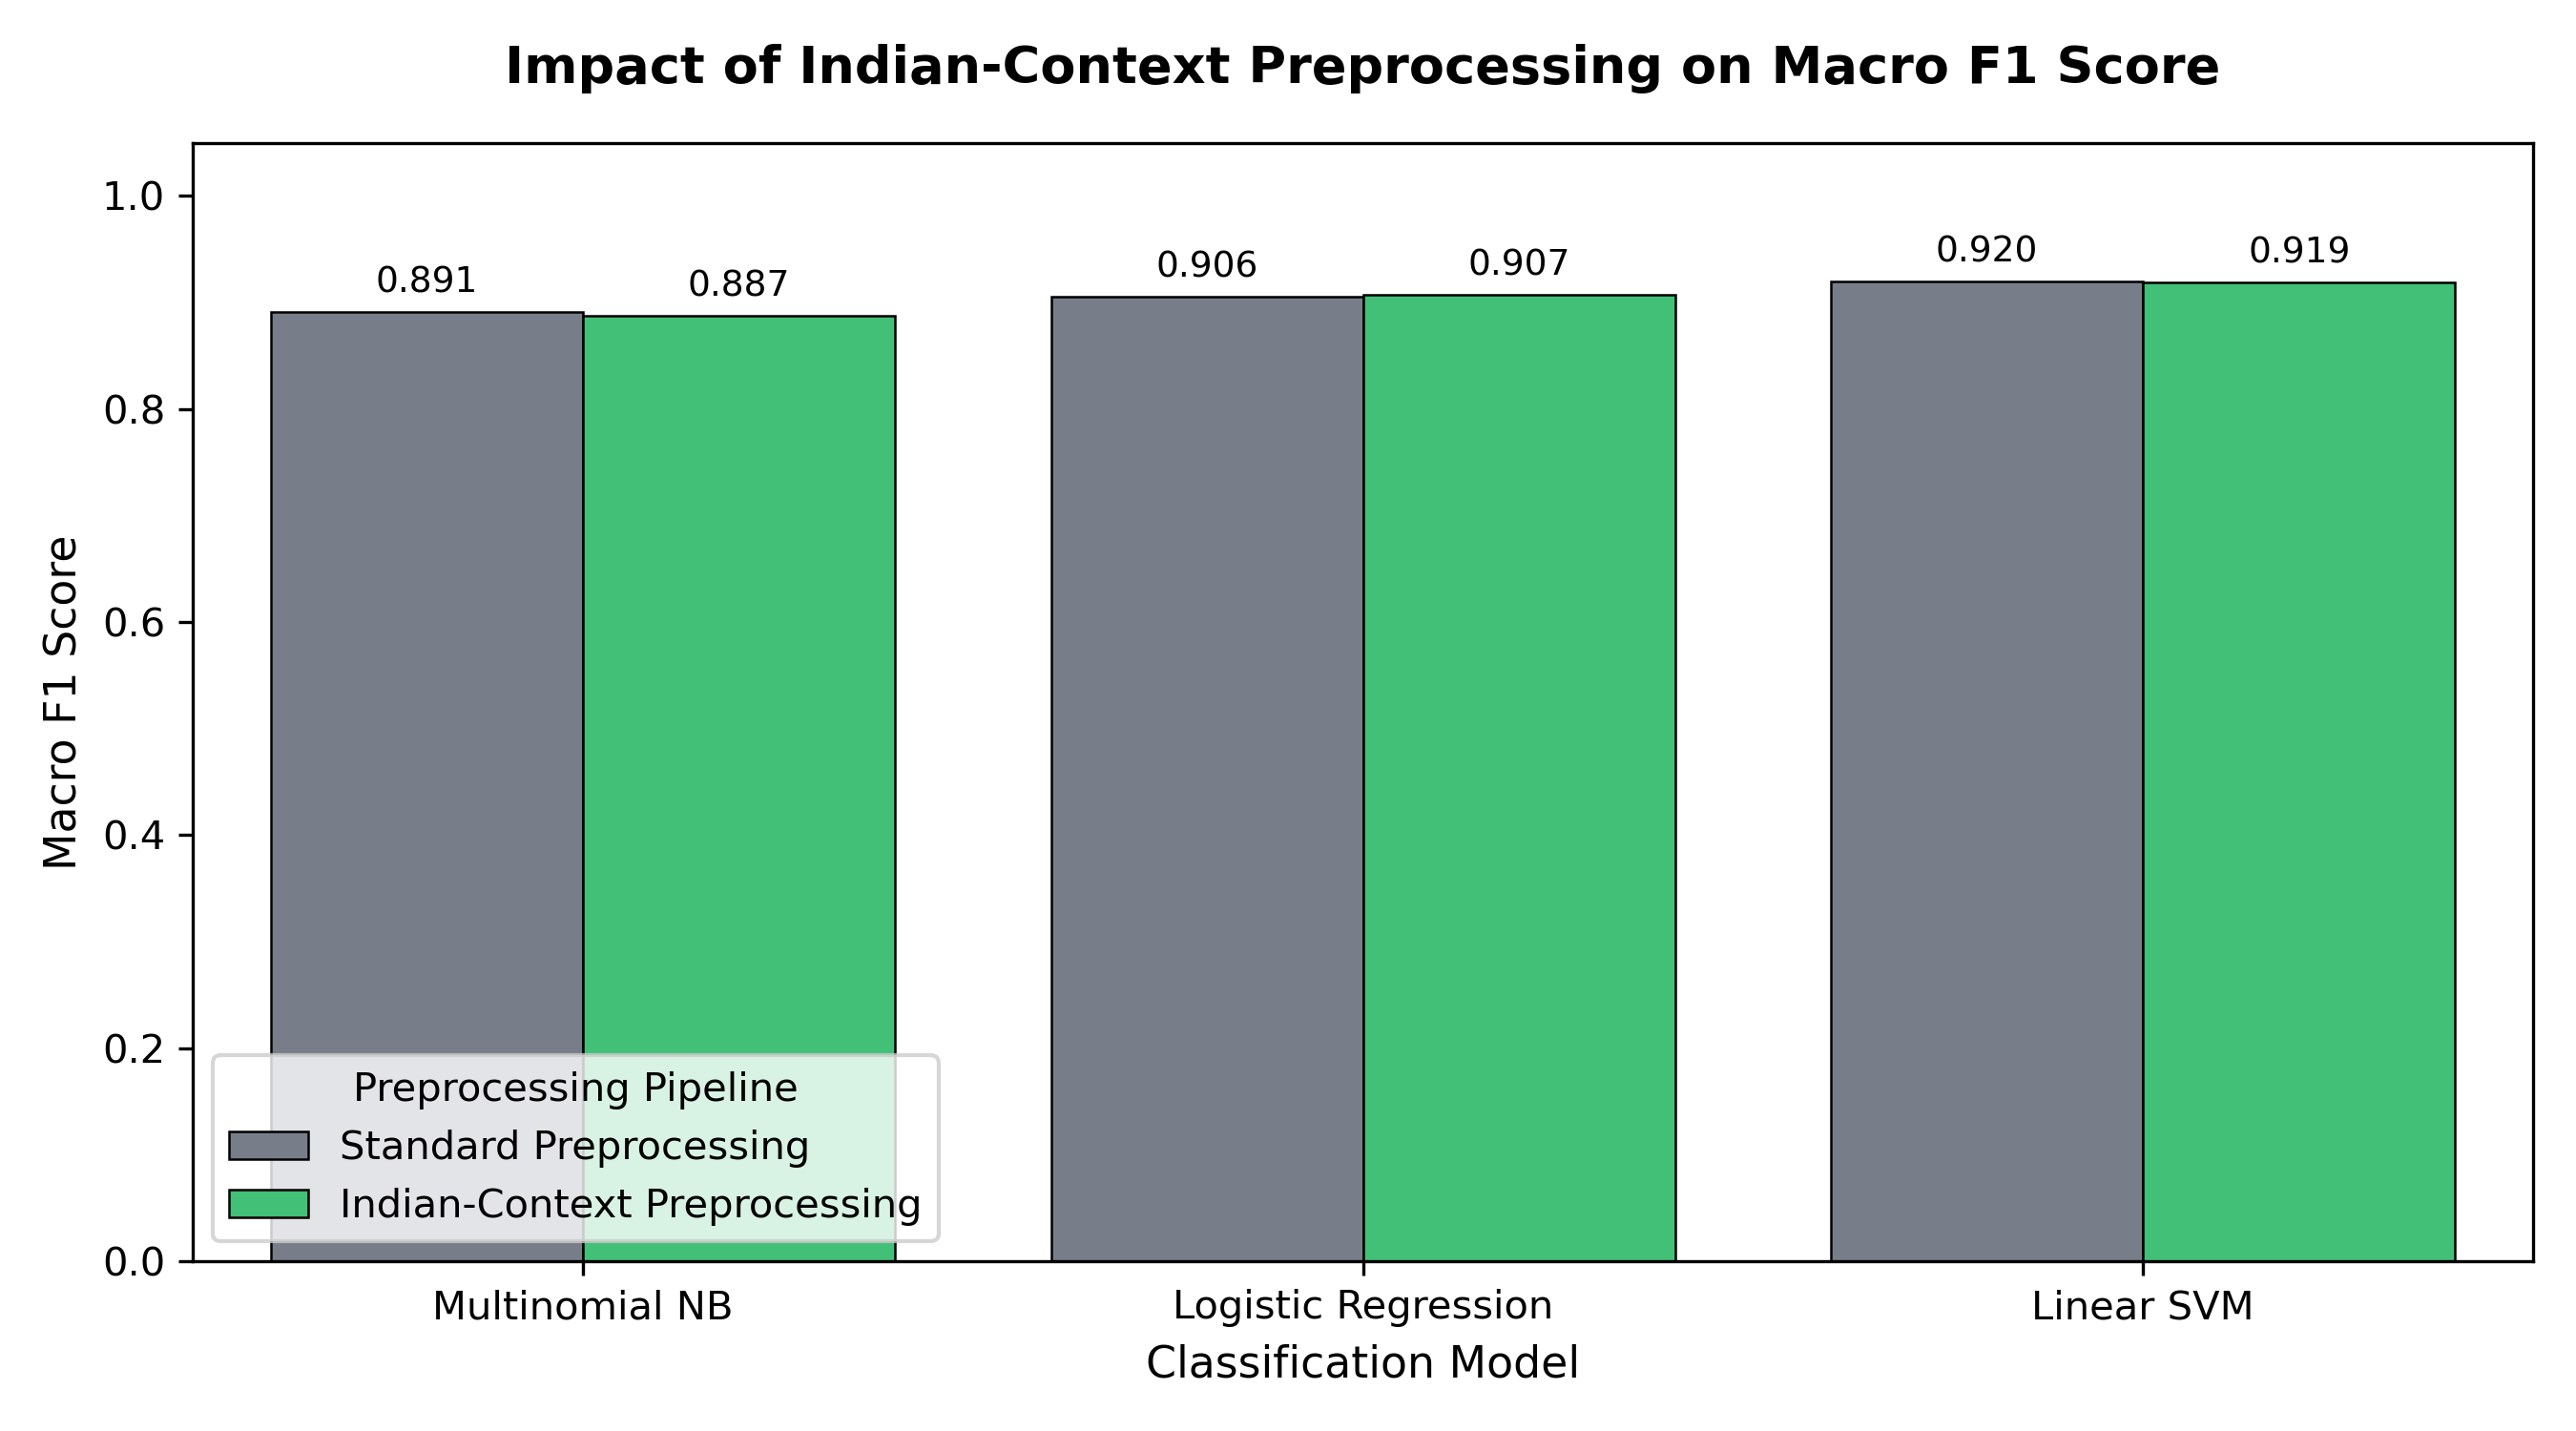 Impact of Indian-Context Preprocessing on Macro F1 Score
Macro F1 Score
1.0
0.8
0.6
0.4
0.2
0.0
0.891
0.887
0.906
0.907
0.920
0.919
Preprocessing Pipeline
Standard Preprocessing
Indian-Context Preprocessing
Multinomial NB
Logistic Regression
Linear SVM
Classification Model